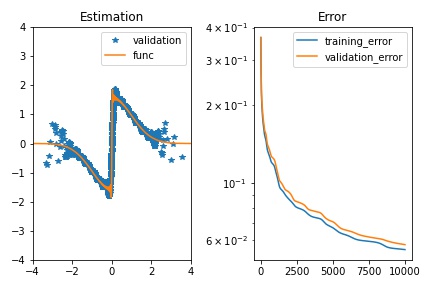 Estimation
4
3
2
1
0
−1
−2
−3
−4
−4
−2
0
2
4
validation
func
Error
4 × 10⁻¹
3 × 10⁻¹
2 × 10⁻¹
10⁻¹
6 × 10⁻²
0
2500
5000
7500
10000
training_error
validation_error